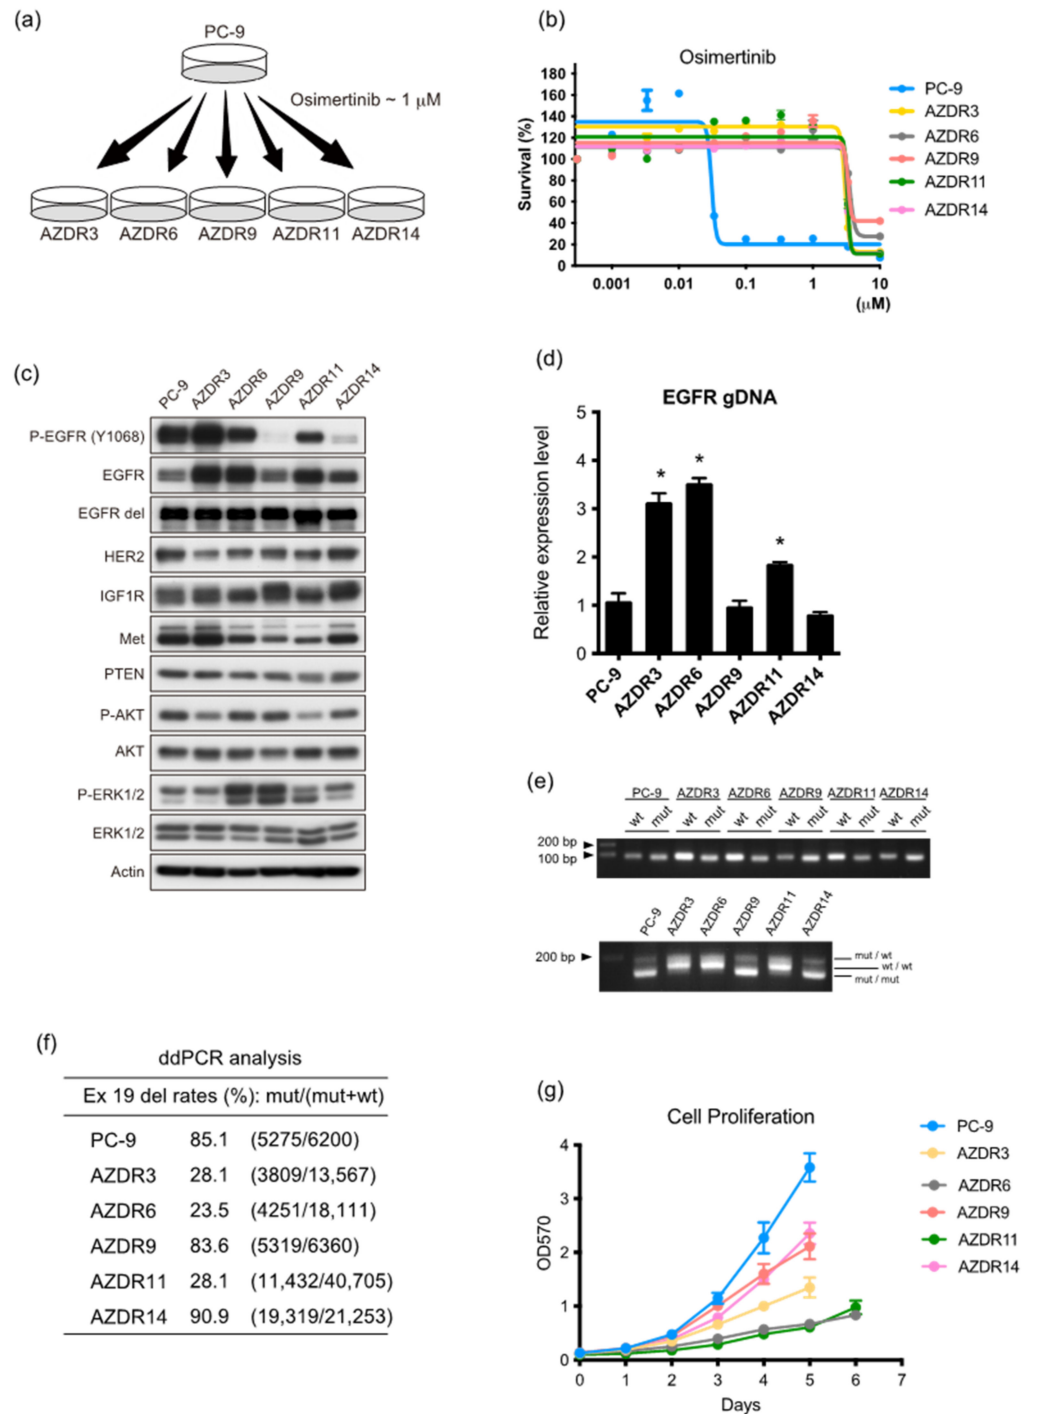 (a)
PC-9
Osimertinib ~ 1 μM
AZDR3 AZDR6 AZDR9 AZDR11 AZDR14
(b)
Osimertinib
Survival (%)
180
160
140
120
100
80
60
40
20
0
0.001 0.01 0.1 1 10
(μM)
PC-9
AZDR3
AZDR6
AZDR9
AZDR11
AZDR14
(c)
PC-9 AZDR3 AZDR6 AZDR9 AZDR11 AZDR14
P-EGFR (Y1068)
EGFR
EGFR del
HER2
IGF1R
Met
PTEN
P-AKT
AKT
P-ERK1/2
ERK1/2
Actin
(d)
EGFR gDNA
Relative expression level
5
4
3
2
1
0
* * *
PC-9 AZDR3 AZDR6 AZDR9 AZDR11 AZDR14
(e)
PC-9 AZDR3 AZDR6 AZDR9 AZDR11 AZDR14
wt mut wt mut wt mut wt mut wt mut wt mut
200 bp
100 bp
PC-9 AZDR3 AZDR6 AZDR9 AZDR11 AZDR14
200 bp
mut / wt
wt / wt
mut / mut
(f)
ddPCR analysis
Ex 19 del rates (%): mut/(mut+wt)
PC-9 85.1 (5275/6200)
AZDR3 28.1 (3809/13,567)
AZDR6 23.5 (4251/18,111)
AZDR9 83.6 (5319/6360)
AZDR11 28.1 (11,432/40,705)
AZDR14 90.9 (19,319/21,253)
(g)
Cell Proliferation
OD570
4
3
2
1
0
0 1 2 3 4 5 6 7
Days
PC-9
AZDR3
AZDR6
AZDR9
AZDR11
AZDR14